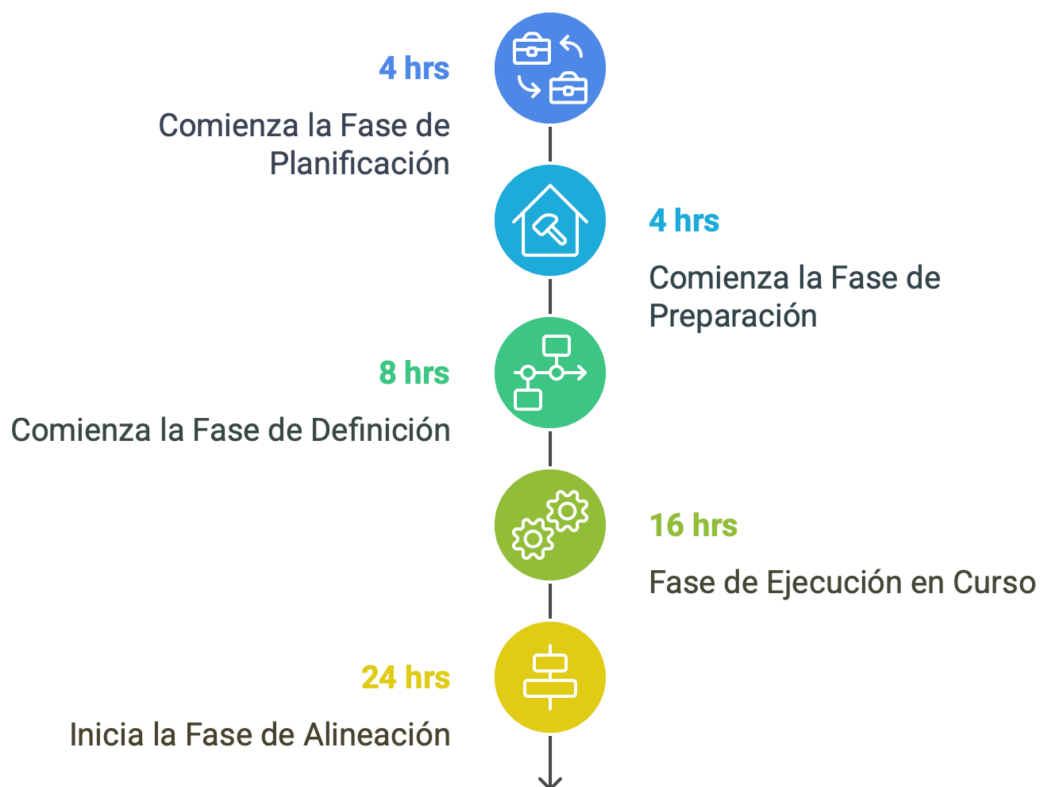 4 hrs
Comienza la Fase de
Planificación
4 hrs
Comienza la Fase de
Preparación
8 hrs
Comienza la Fase de Definición
16 hrs
Fase de Ejecución en Curso
24 hrs
Inicia la Fase de Alineación